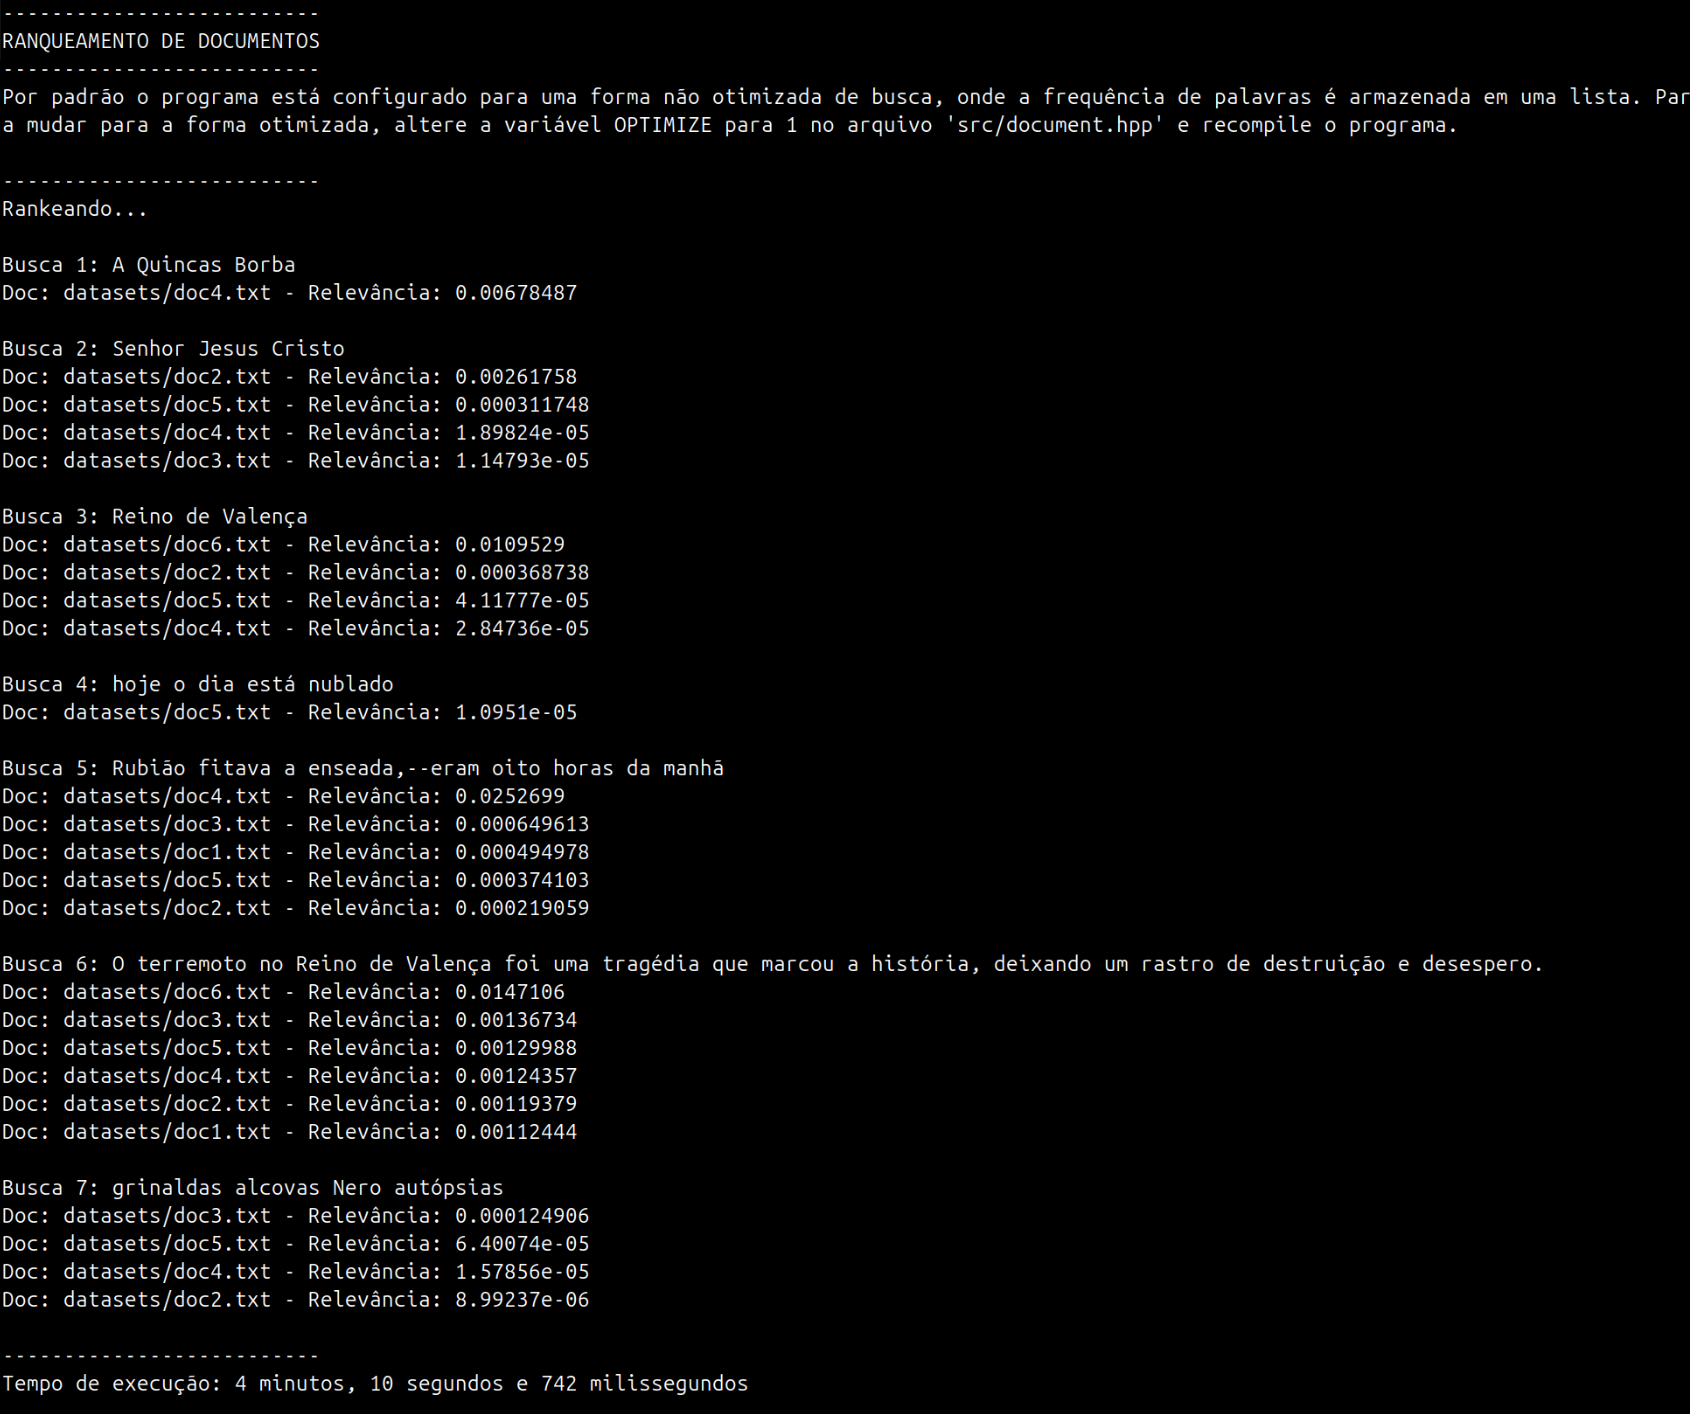 --------------------------
RANQUEAMENTO DE DOCUMENTOS
--------------------------
Por padrão o programa está configurado para uma forma não otimizada de busca, onde a frequência de palavras é armazenada em uma lista. Par
a mudar para a forma otimizada, altere a variável OPTIMIZE para 1 no arquivo 'src/document.hpp' e recompile o programa.
--------------------------
Rankeando...
Busca 1: A Quincas Borba
Doc: datasets/doc4.txt - Relevância: 0.00678487
Busca 2: Senhor Jesus Cristo
Doc: datasets/doc2.txt - Relevância: 0.00261758
Doc: datasets/doc5.txt - Relevância: 0.000311748
Doc: datasets/doc4.txt - Relevância: 1.89824e-05
Doc: datasets/doc3.txt - Relevância: 1.14793e-05
Busca 3: Reino de Valença
Doc: datasets/doc6.txt - Relevância: 0.0109529
Doc: datasets/doc2.txt - Relevância: 0.000368738
Doc: datasets/doc5.txt - Relevância: 4.11777e-05
Doc: datasets/doc4.txt - Relevância: 2.84736e-05
Busca 4: hoje o dia está nublado
Doc: datasets/doc5.txt - Relevância: 1.0951e-05
Busca 5: Rubião fitava a enseada,--eram oito horas da manhã
Doc: datasets/doc4.txt - Relevância: 0.0252699
Doc: datasets/doc3.txt - Relevância: 0.000649613
Doc: datasets/doc1.txt - Relevância: 0.000494978
Doc: datasets/doc5.txt - Relevância: 0.000374103
Doc: datasets/doc2.txt - Relevância: 0.000219059
Busca 6: O terremoto no Reino de Valença foi uma tragédia que marcou a história, deixando um rastro de destruição e desespero.
Doc: datasets/doc6.txt - Relevância: 0.0147106
Doc: datasets/doc3.txt - Relevância: 0.00136734
Doc: datasets/doc5.txt - Relevância: 0.00129988
Doc: datasets/doc4.txt - Relevância: 0.00124357
Doc: datasets/doc2.txt - Relevância: 0.00119379
Doc: datasets/doc1.txt - Relevância: 0.00112444
Busca 7: grinaldas alcovas Nero autópsias
Doc: datasets/doc3.txt - Relevância: 0.000124906
Doc: datasets/doc5.txt - Relevância: 6.40074e-05
Doc: datasets/doc4.txt - Relevância: 1.57856e-05
Doc: datasets/doc2.txt - Relevância: 8.99237e-06
--------------------------
Tempo de execução: 4 minutos, 10 segundos e 742 milissegundos